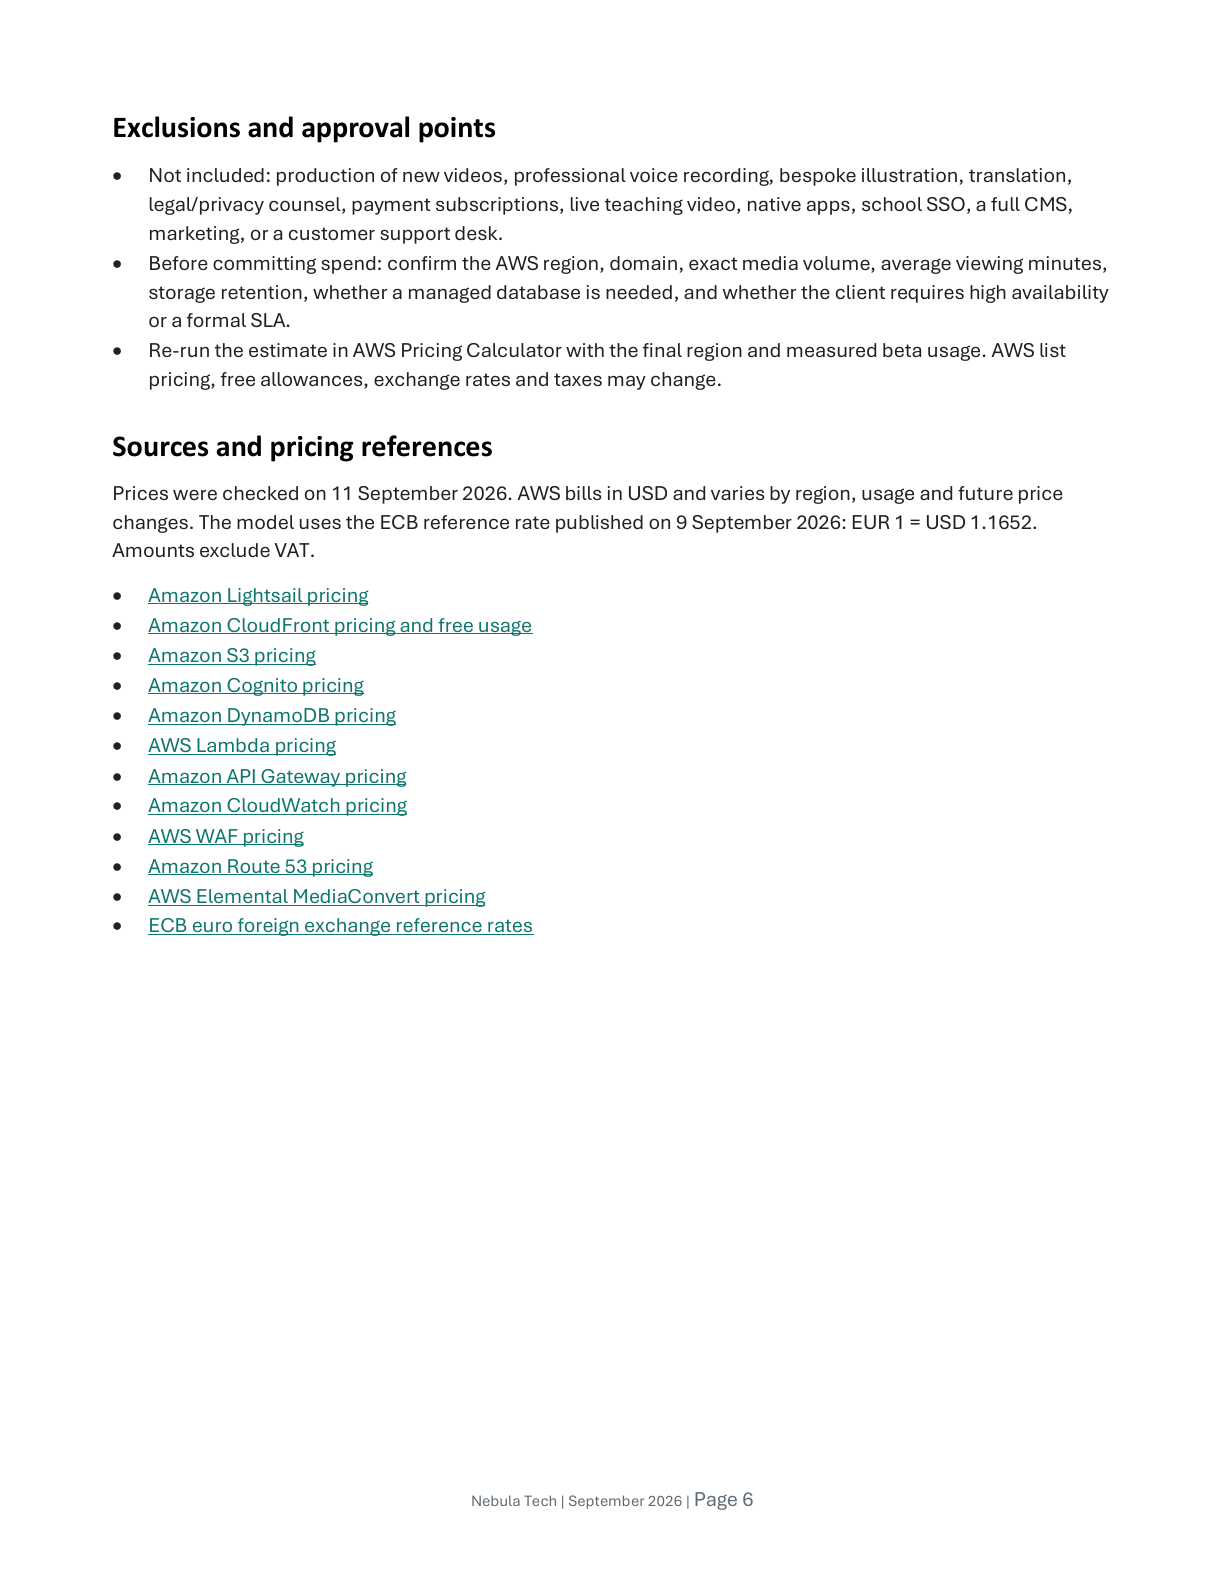 Exclusions and approval points
• Not included: production of new videos, professional voice recording, bespoke illustration, translation,
legal/privacy counsel, payment subscriptions, live teaching video, native apps, school SSO, a full CMS,
marketing, or a customer support desk.
• Before committing spend: confirm the AWS region, domain, exact media volume, average viewing minutes,
storage retention, whether a managed database is needed, and whether the client requires high availability
or a formal SLA.
• Re-run the estimate in AWS Pricing Calculator with the final region and measured beta usage. AWS list
pricing, free allowances, exchange rates and taxes may change.
Sources and pricing references
Prices were checked on 11 September 2026. AWS bills in USD and varies by region, usage and future price
changes. The model uses the ECB reference rate published on 9 September 2026: EUR 1 = USD 1.1652.
Amounts exclude VAT.
• Amazon Lightsail pricing
• Amazon CloudFront pricing and free usage
• Amazon S3 pricing
• Amazon Cognito pricing
• Amazon DynamoDB pricing
• AWS Lambda pricing
• Amazon API Gateway pricing
• Amazon CloudWatch pricing
• AWS WAF pricing
• Amazon Route 53 pricing
• AWS Elemental MediaConvert pricing
• ECB euro foreign exchange reference rates
Nebula Tech | September 2026 | Page 6